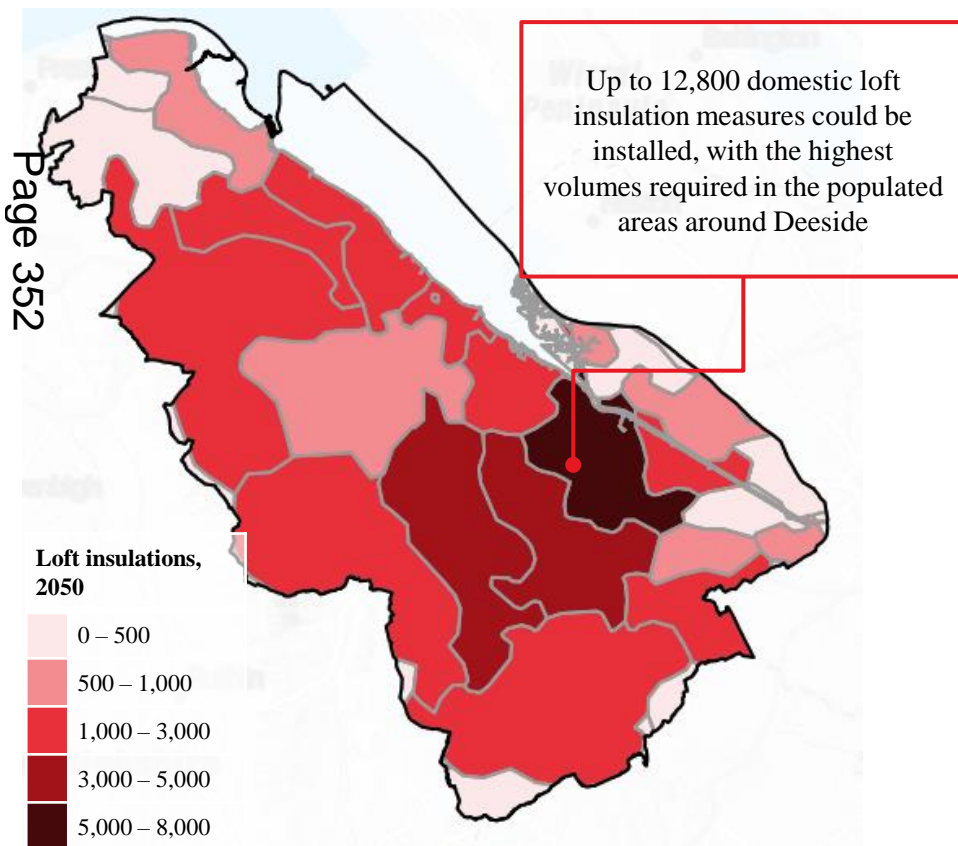 Up to 12,800 domestic loft
insulation measures could be
installed, with the highest
volumes required in the populated
areas around Deeside
Page 352
Loft insulations,
2050
0 – 500
500 – 1,000
1,000 – 3,000
3,000 – 5,000
5,000 – 8,000